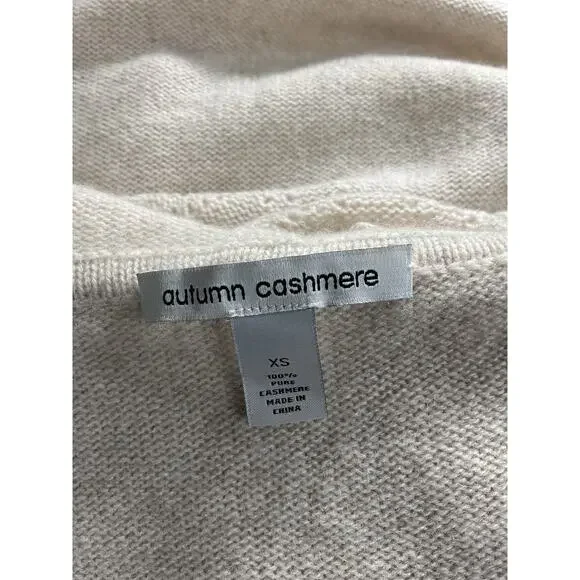 autumn cashmere
XS
100%
PURE
CASHMERE
MADE IN
CHINA